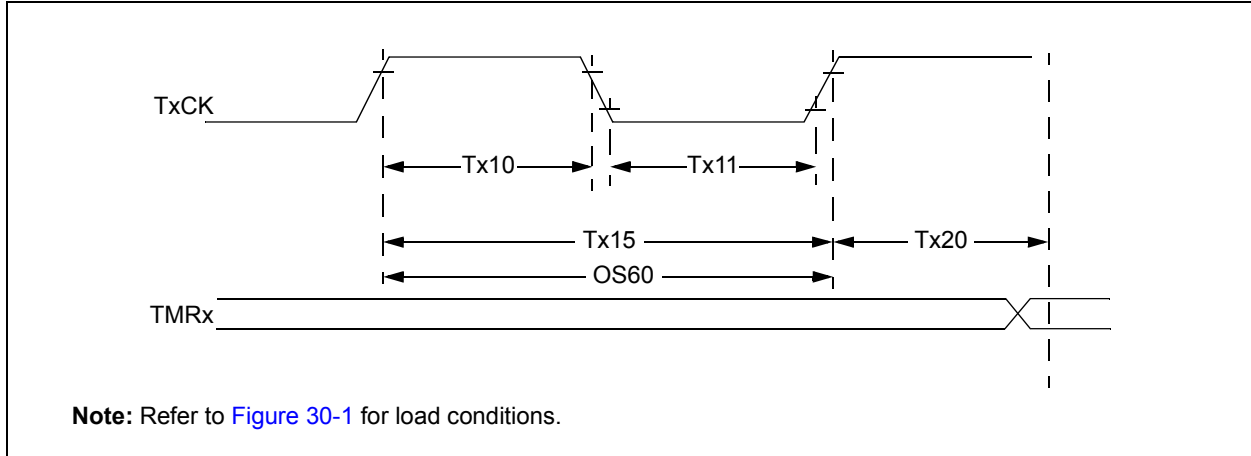 TxCK
Tx10
Tx11
Tx15
Tx20
OS60
TMRx
Note: Refer to Figure 30-1 for load conditions.